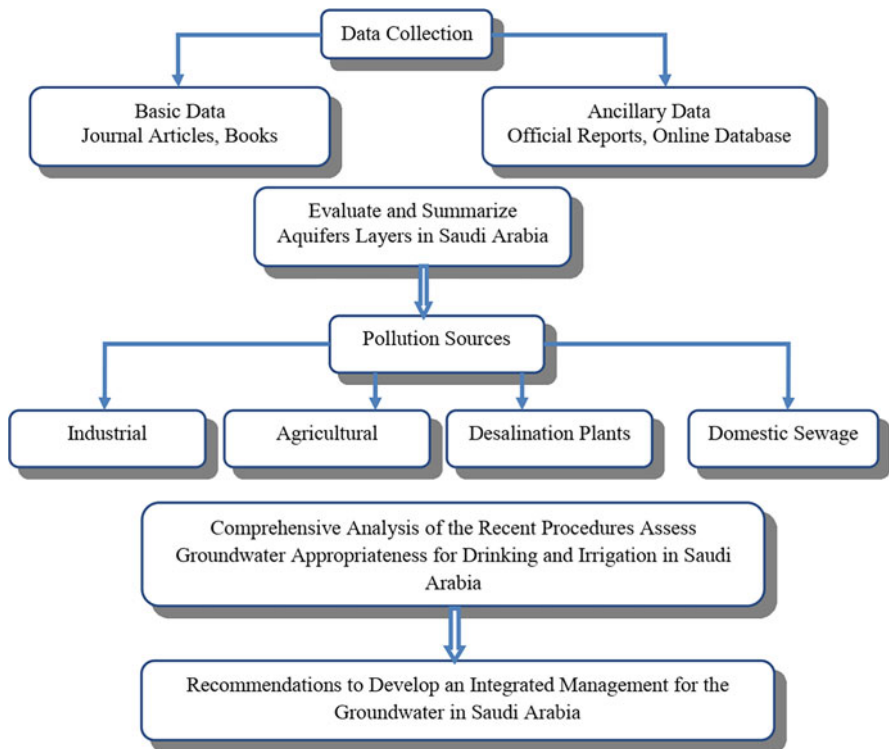 Data Collection
Basic Data
Journal Articles, Books
Ancillary Data
Official Reports, Online Database
Evaluate and Summarize
Aquifers Layers in Saudi Arabia
Pollution Sources
Industrial
Agricultural
Desalination Plants
Domestic Sewage
Comprehensive Analysis of the Recent Procedures Assess
Groundwater Appropriateness for Drinking and Irrigation in Saudi
Arabia
Recommendations to Develop an Integrated Management for the
Groundwater in Saudi Arabia